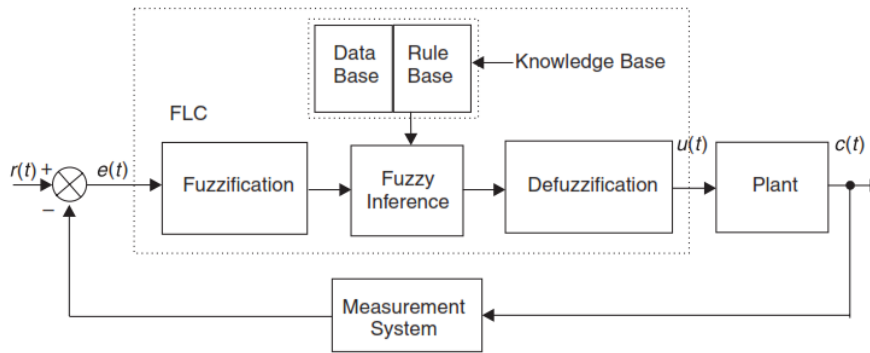 Data
Base
Rule
Base
Knowledge Base
FLC
r(t) +
e(t)
−
Fuzzification
Fuzzy
Inference
Defuzzification
u(t)
Plant
c(t)
Measurement
System